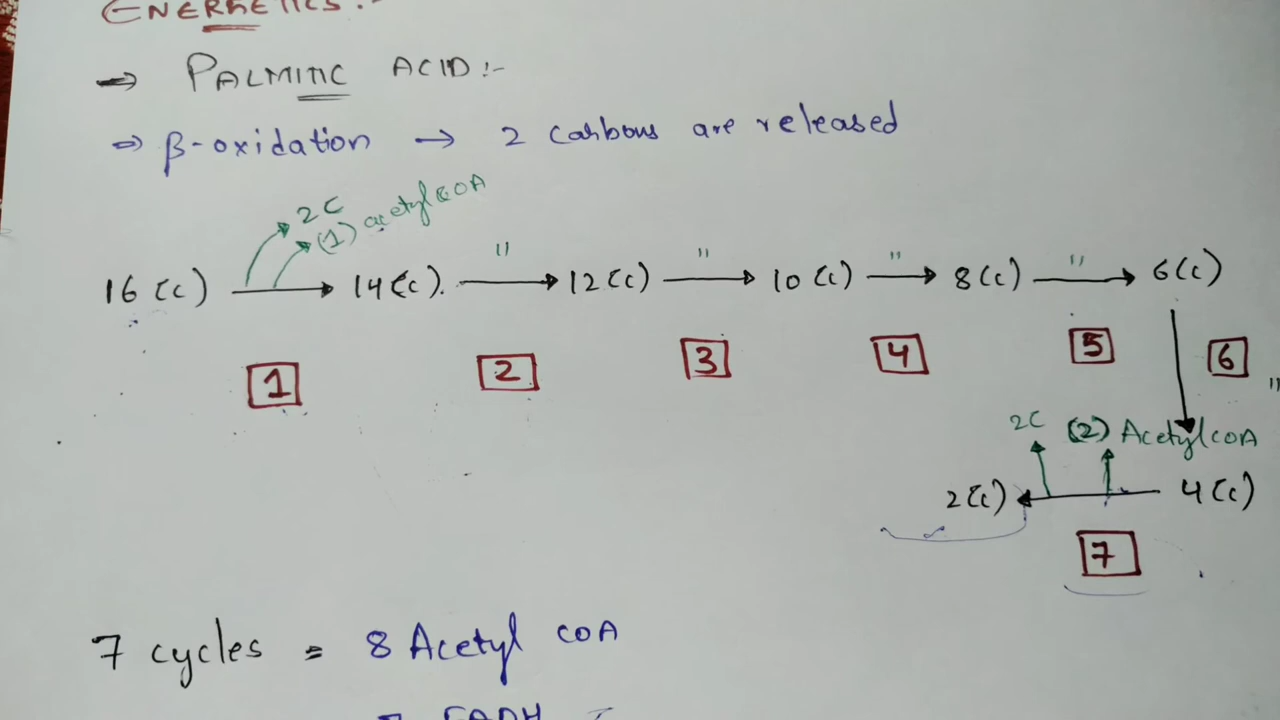 ENERGETICS:-
⇒ PALMITIC ACID:-
⇒ β-oxidation → 2 carbons are released
2C
(1) acetyl COA
16 (C) → 14 (C). → 12 (C) → 10 (C) → 8 (C) → 6 (C)
" " " "
1 2 3 4 5 6
"
2C (2) Acetyl COA
2 (C) ← 4 (C)
7
7 cycles = 8 Acetyl COA